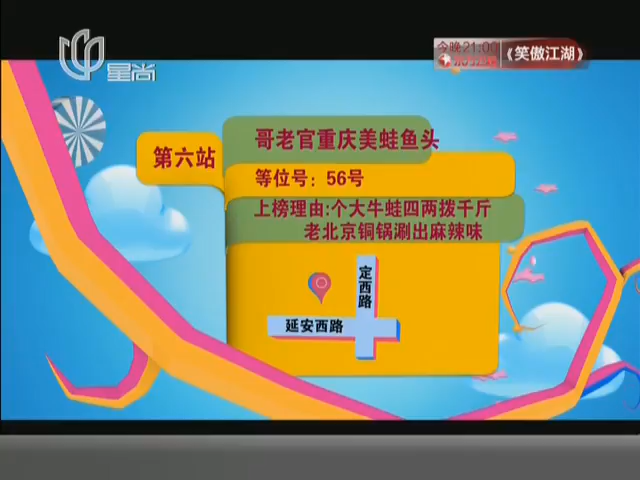 星尚
今晚21:00
《笑傲江湖》
第六站
哥老官重庆美蛙鱼头
等位号：56号
上榜理由:个大牛蛙四两拨千斤
老北京铜锅涮出麻辣味
定西路
延安西路